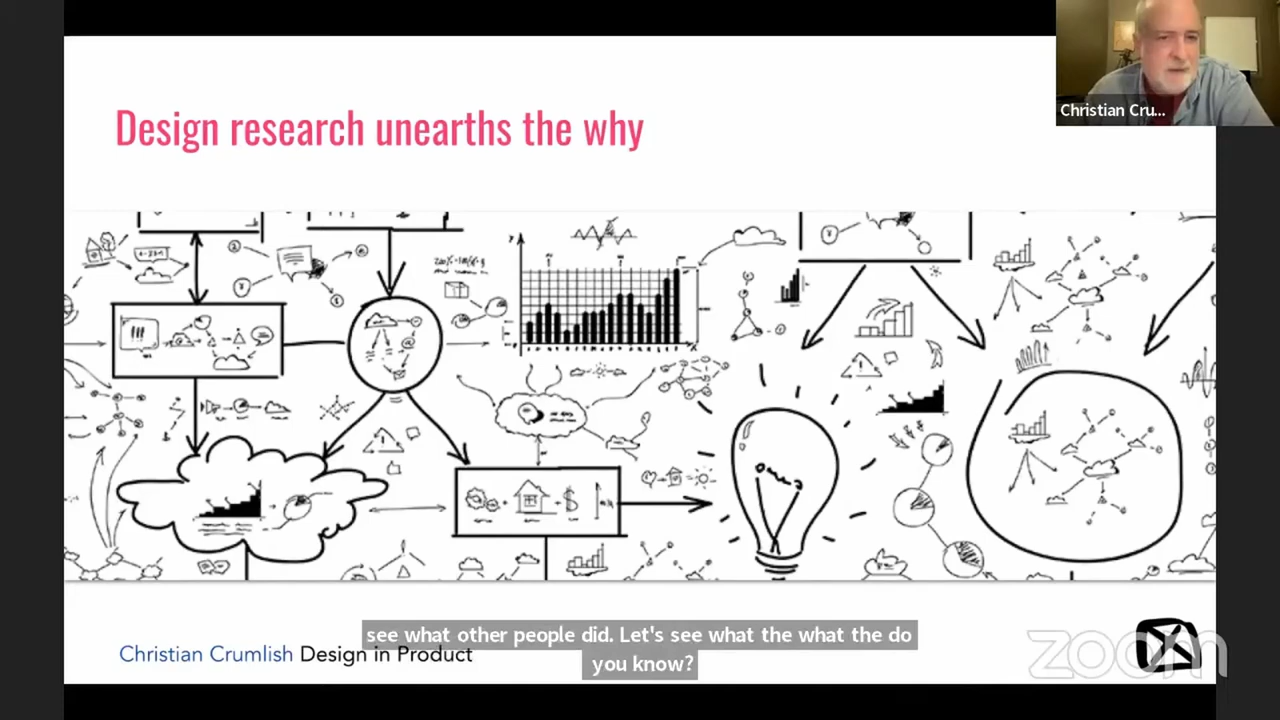 Design research unearths the why
Christian Cru...
see what other people did. Let's see what the what the do
you know?
Christian Crumlish Design in Product
zoom